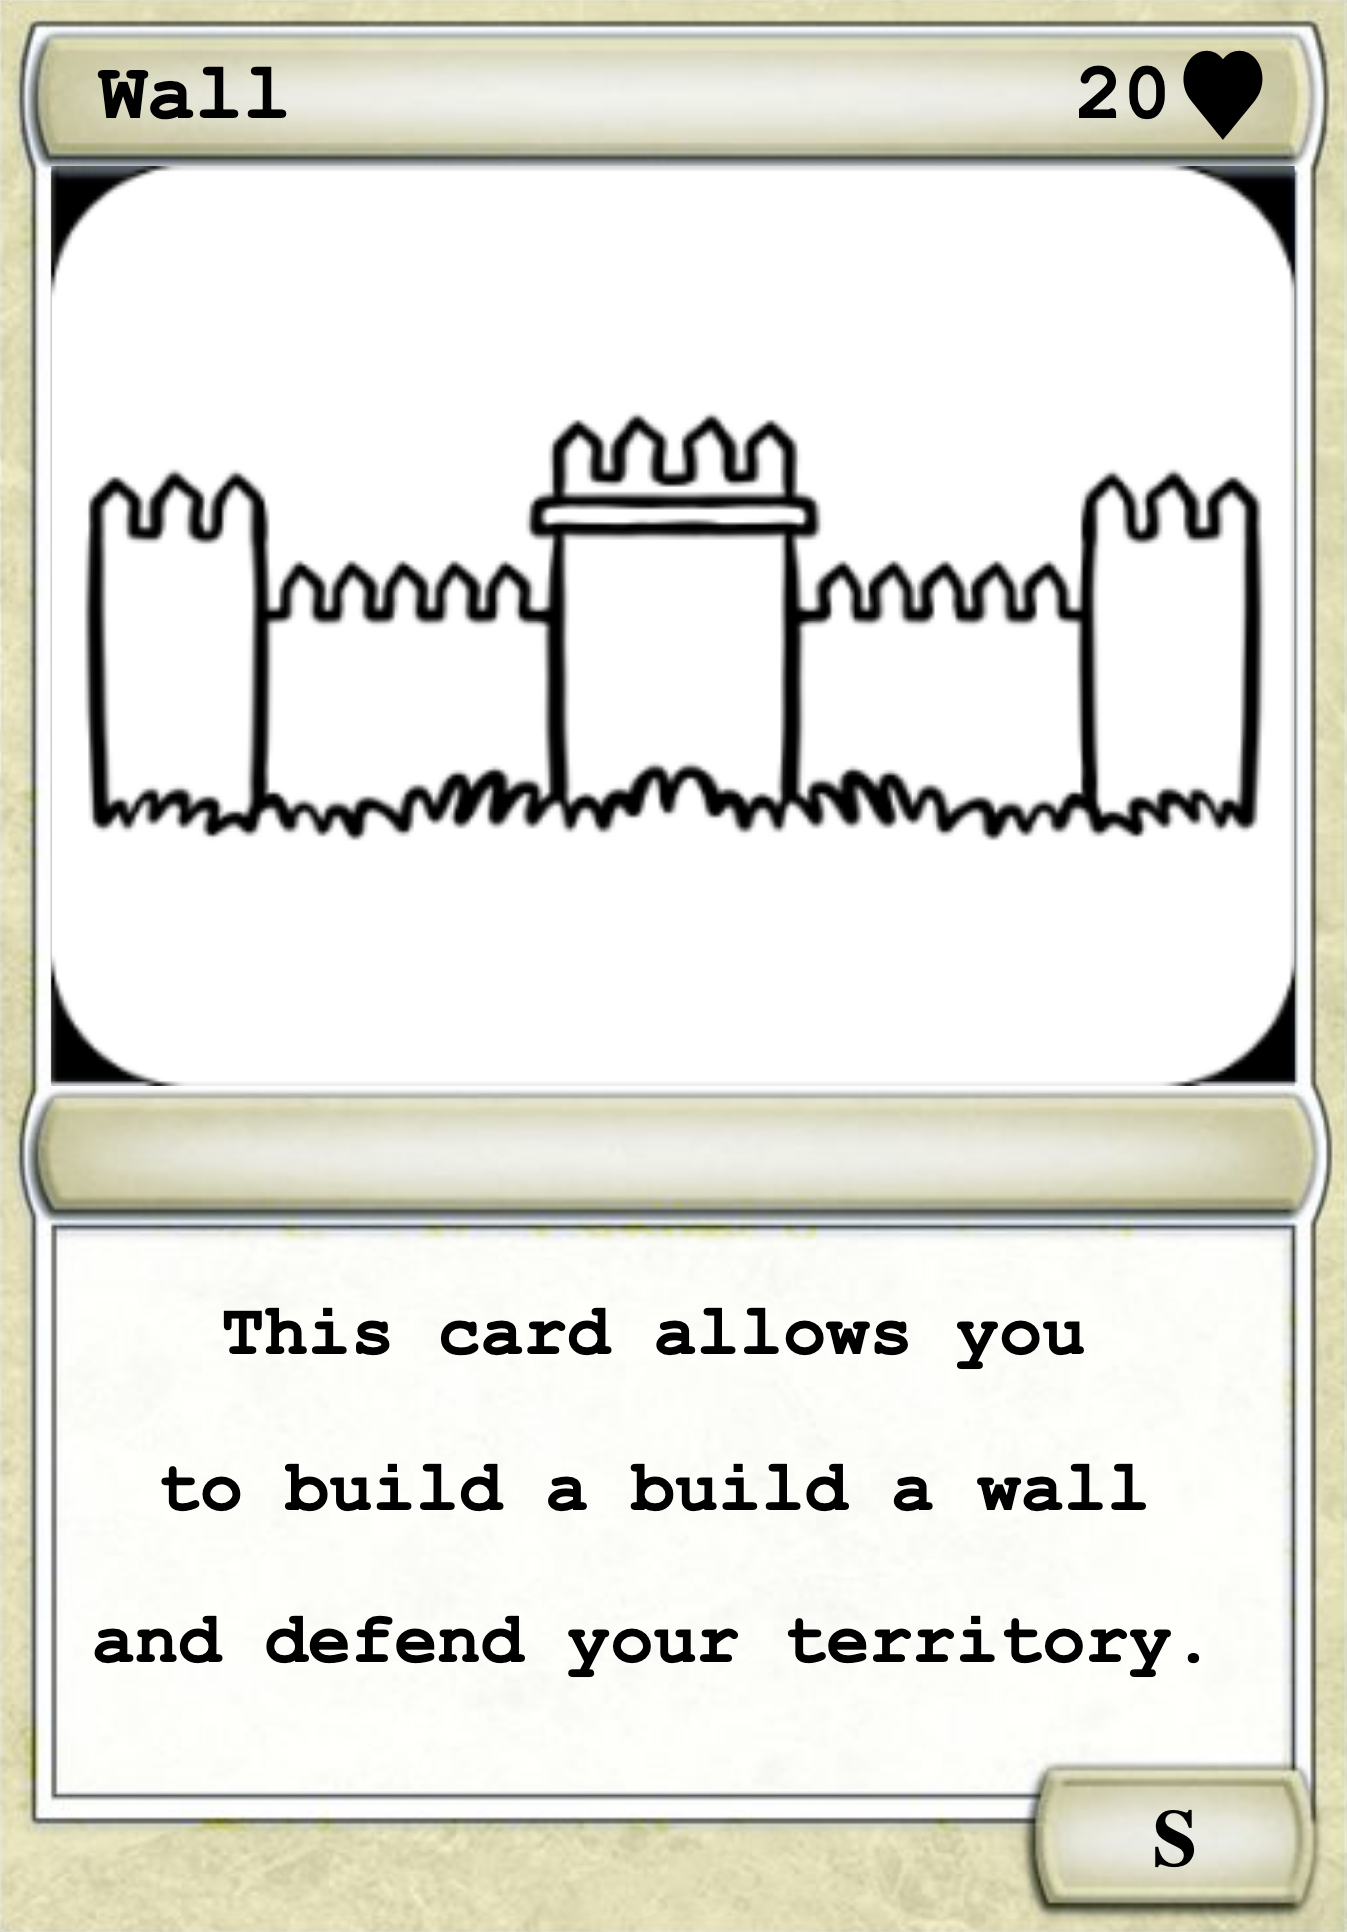 Wall 20♥
This card allows you
to build a build a wall
and defend your territory.
S